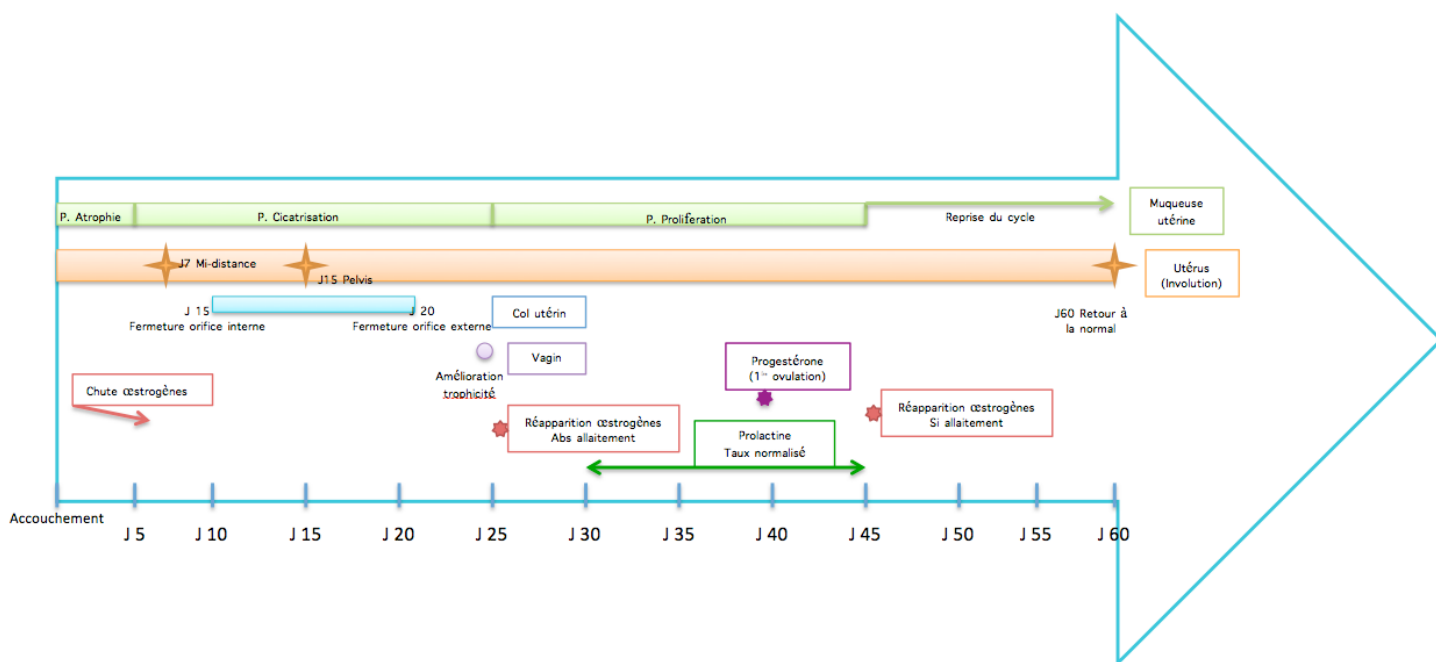 P. Atrophie
P. Cicatrisation
P. Prolifération
Reprise du cycle
Muqueuse
utérine
J7 Mi-distance
J15 Pelvis
Utérus
(Involution)
J 15
Fermeture orifice interne
J 20
Fermeture orifice externe
Col utérin
J60 Retour à
la normal
Vagin
Amélioration
trophicité
Progestérone
(1ère ovulation)
Chute œstrogènes
Réapparition œstrogènes
Abs allaitement
Prolactine
Taux normalisé
Réapparition œstrogènes
Si allaitement
Accouchement
J 5
J 10
J 15
J 20
J 25
J 30
J 35
J 40
J 45
J 50
J 55
J 60